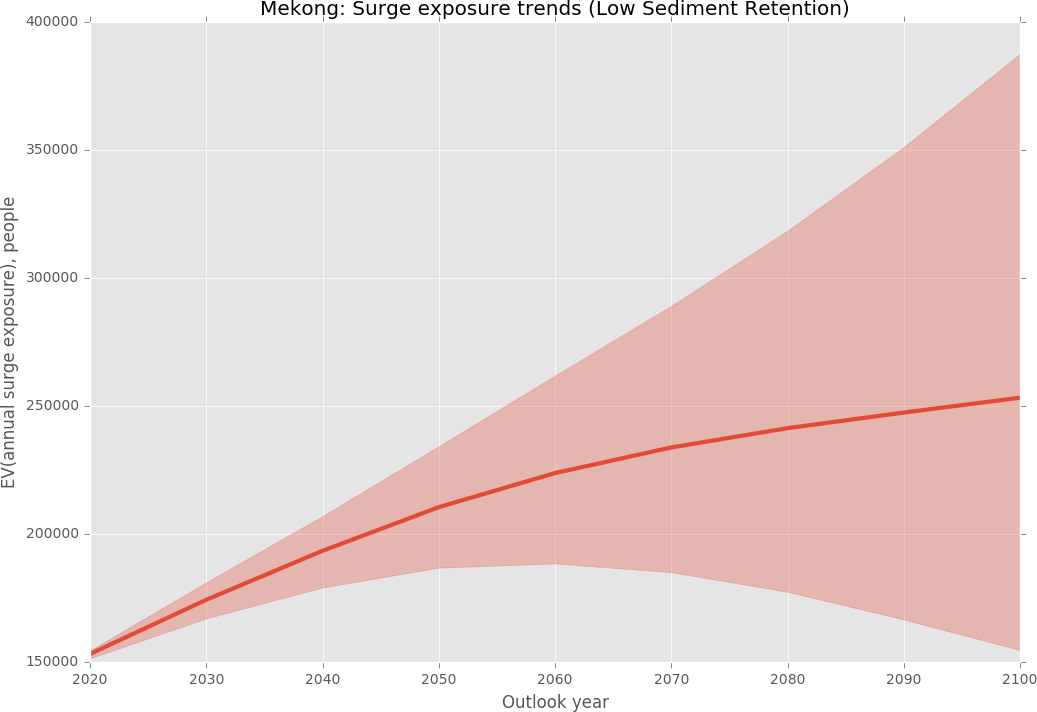 Mekong: Surge exposure trends (Low Sediment Retention)
EV(annual surge exposure), people
400000
350000
300000
250000
200000
150000
2020 2030 2040 2050 2060 2070 2080 2090 2100
Outlook year